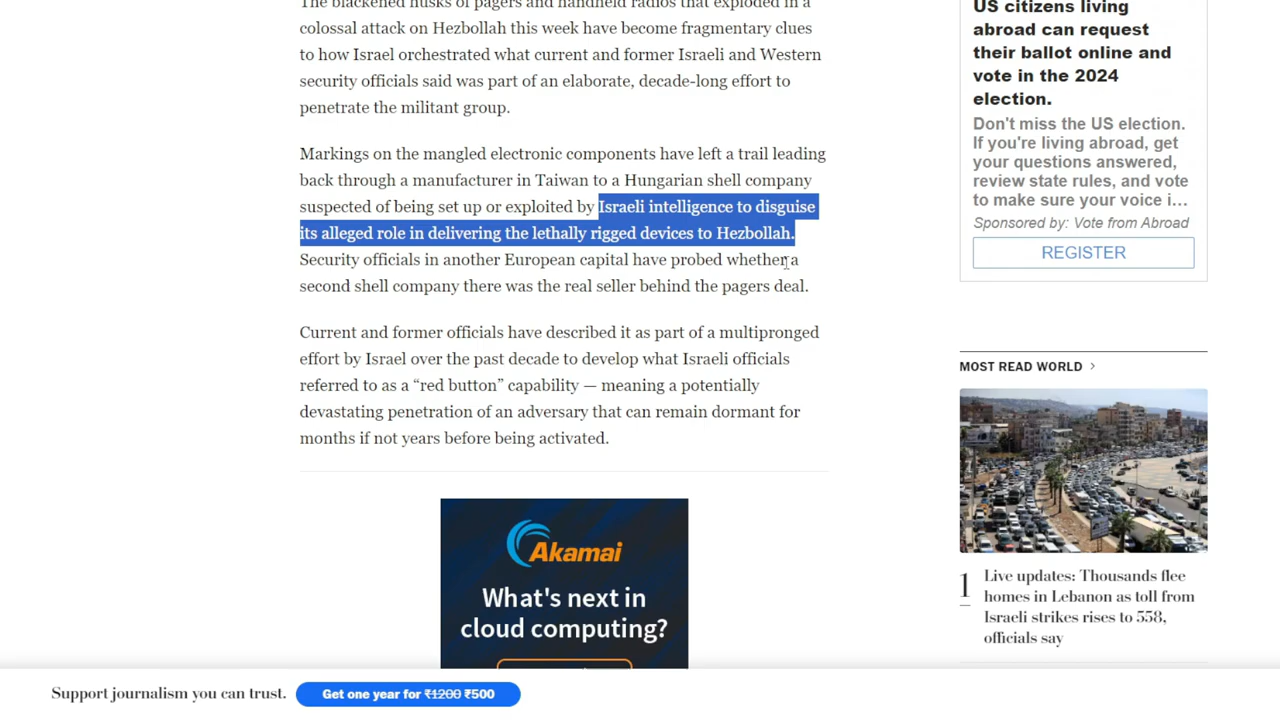 The blackened husks of pagers and handheld radios that exploded in a
colossal attack on Hezbollah this week have become fragmentary clues
to how Israel orchestrated what current and former Israeli and Western
security officials said was part of an elaborate, decade-long effort to
penetrate the militant group.
Markings on the mangled electronic components have left a trail leading
back through a manufacturer in Taiwan to a Hungarian shell company
suspected of being set up or exploited by Israeli intelligence to disguise
its alleged role in delivering the lethally rigged devices to Hezbollah.
Security officials in another European capital have probed whether a
second shell company there was the real seller behind the pagers deal.
Current and former officials have described it as part of a multipronged
effort by Israel over the past decade to develop what Israeli officials
referred to as a “red button” capability — meaning a potentially
devastating penetration of an adversary that can remain dormant for
months if not years before being activated.
Akamai
What's next in
cloud computing?
US citizens living
abroad can request
their ballot online and
vote in the 2024
election.
Don't miss the US election.
If you're living abroad, get
your questions answered,
review state rules, and vote
to make sure your voice i...
Sponsored by: Vote from Abroad
REGISTER
MOST READ WORLD >
1
Live updates: Thousands flee
homes in Lebanon as toll from
Israeli strikes rises to 558,
officials say
Support journalism you can trust.
Get one year for ₹1200 ₹500